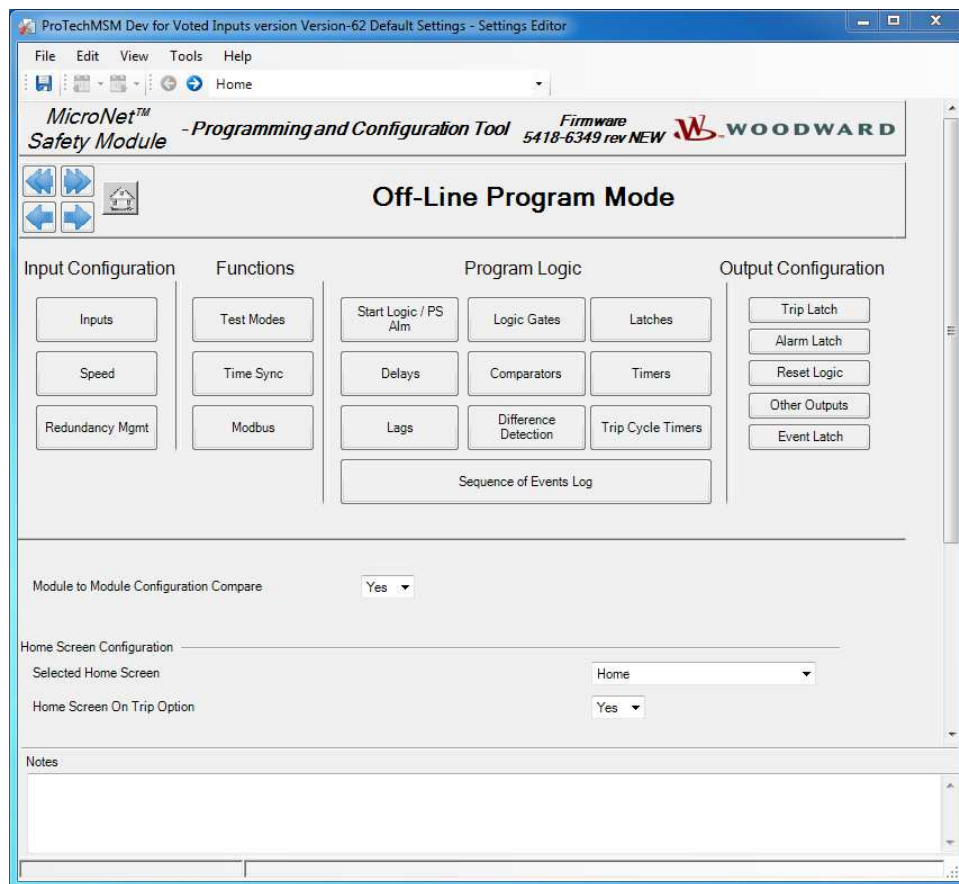 ProTechMSM Dev for Voted Inputs version Version-62 Default Settings - Settings Editor
File Edit View Tools Help
Home
MicroNet™
Safety Module
- Programming and Configuration Tool
Firmware
5418-6349 rev NEW
WOODWARD
Off-Line Program Mode
Input Configuration
Functions
Program Logic
Output Configuration
Inputs
Speed
Redundancy Mgmt
Test Modes
Time Sync
Modbus
Start Logic / PS
Alm
Logic Gates
Latches
Delays
Comparators
Timers
Lags
Difference
Detection
Trip Cycle Timers
Sequence of Events Log
Trip Latch
Alarm Latch
Reset Logic
Other Outputs
Event Latch
Module to Module Configuration Compare
Yes
Home Screen Configuration
Selected Home Screen
Home
Home Screen On Trip Option
Yes
Notes